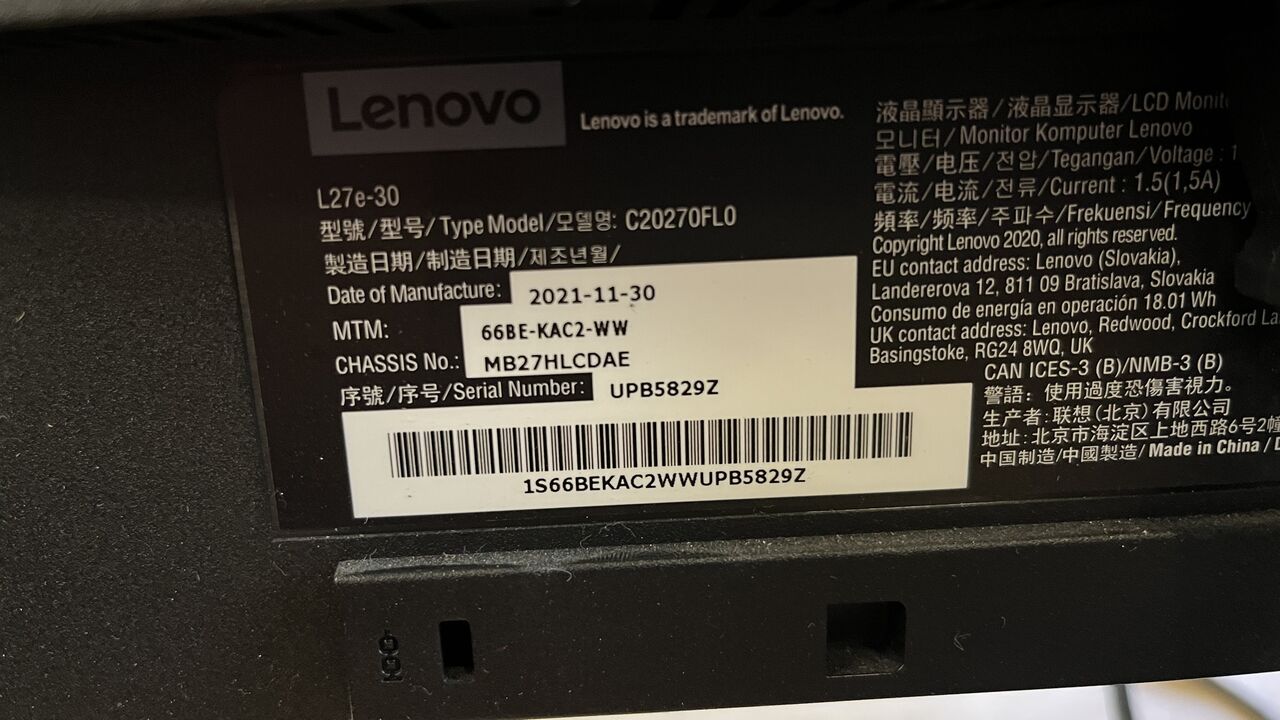 Lenovo
Lenovo is a trademark of Lenovo.
L27e-30
型號/型号/Type Model/모델명: C20270FL0
製造日期/制造日期/제조년월/
Date of Manufacture: 2021-11-30
MTM: 66BE-KAC2-WW
CHASSIS No.: MB27HLCDAE
序號/序号/Serial Number: UPB5829Z
1S66BEKAC2WWUPB5829Z
液晶顯示器/液晶显示器/LCD
모니터/Monitor Komputer Lenovo
電壓/电压/전압/Tegangan/Voltage :
電流/电流/전류/Current : 1.5(1,5A)
頻率/频率/주파수/Frekuensi/Frequency
Copyright Lenovo 2020, all rights reserved.
EU contact address: Lenovo (Slovakia),
Landererova 12, 811 09 Bratislava, Slovakia
Consumo de energía en operación 18.01 Wh
UK contact address: Lenovo, Redwood, Crockford
Basingstoke, RG24 8WQ, UK
CAN ICES-3 (B)/NMB-3 (B)
警語: 使用過度恐傷害視力。
生产者: 联想(北京)有限公司
地址: 北京市海淀区上地西路6号2幢
中国制造/中國製造/Made in China /